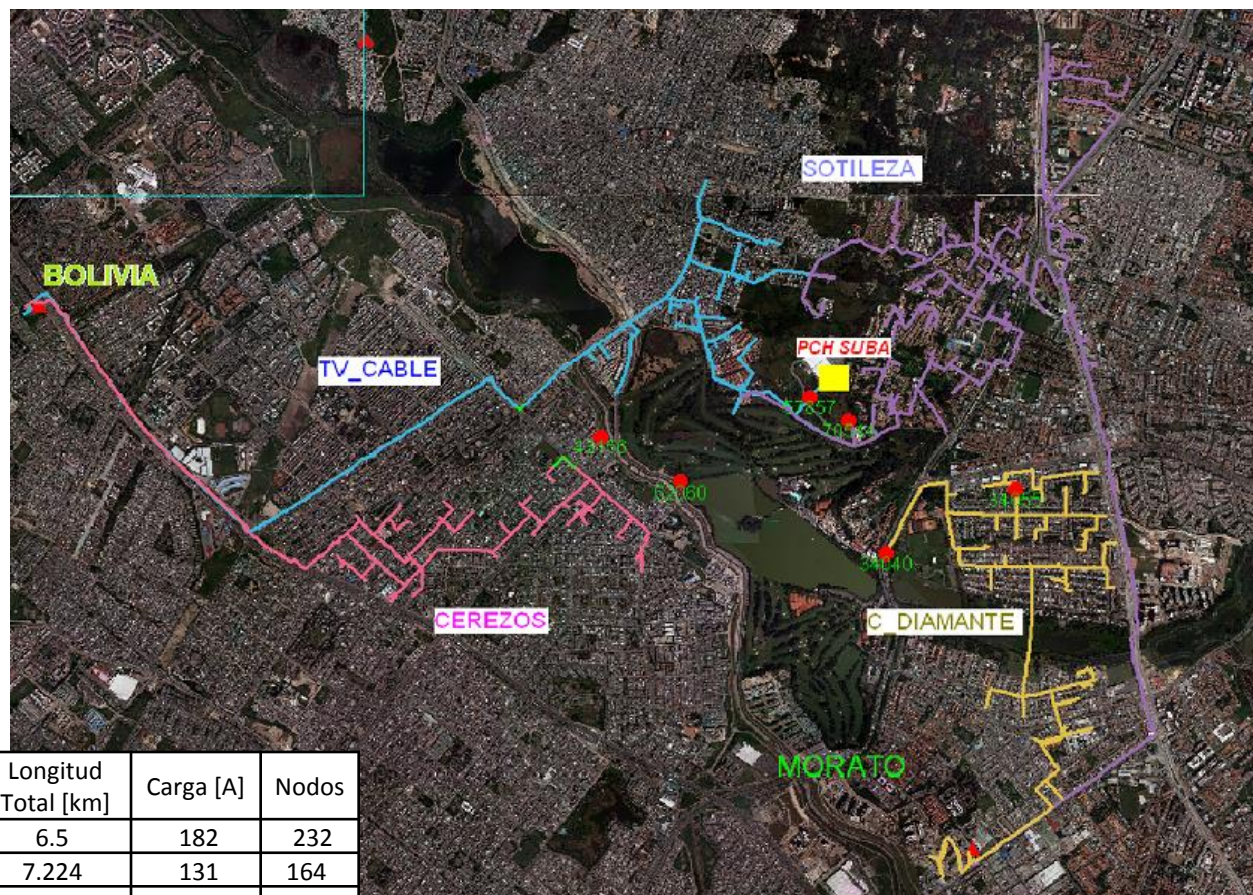 SOTILEZA
BOLIVIA
PCH SUBA
TV_CABLE
CEREZOS
C_DIAMANTE
MORATO
Longitud
Total [km]
Carga [A]
Nodos
6.5
182
232
7.224
131
164